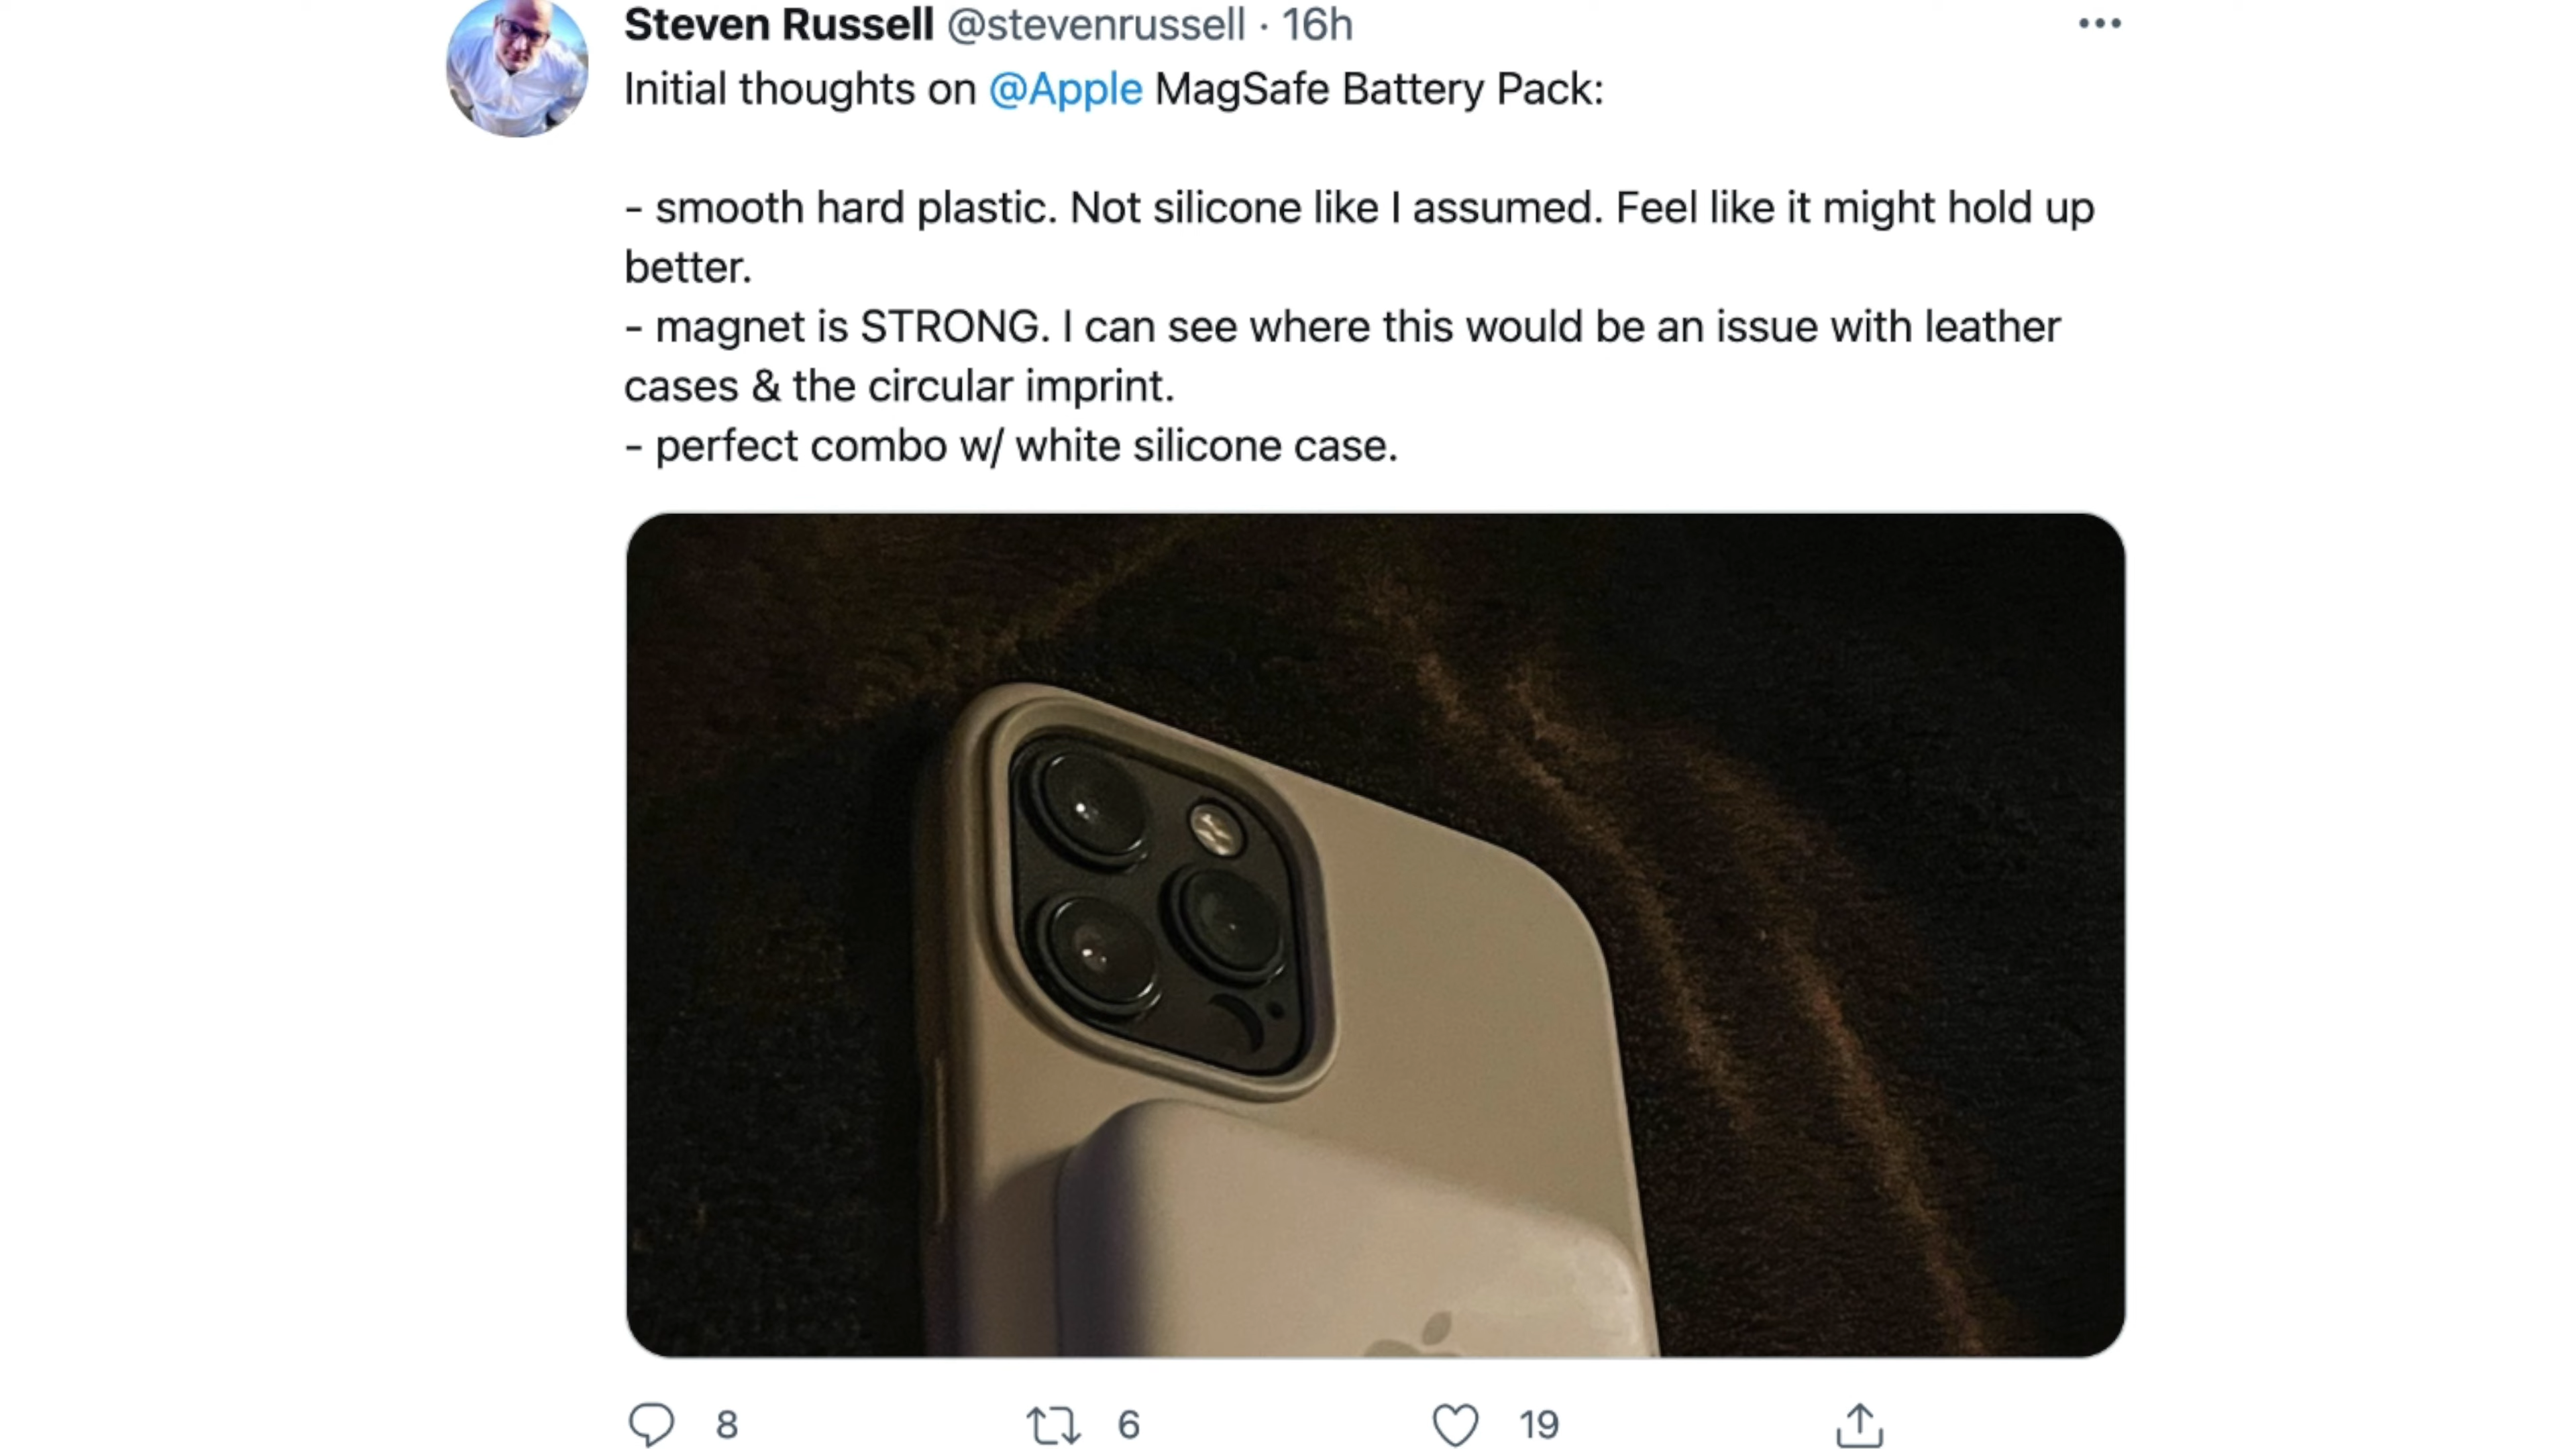 Steven Russell @stevenrussell · 16h
Initial thoughts on @Apple MagSafe Battery Pack:
- smooth hard plastic. Not silicone like I assumed. Feel like it might hold up
better.
- magnet is STRONG. I can see where this would be an issue with leather
cases & the circular imprint.
- perfect combo w/ white silicone case.
8 6 19